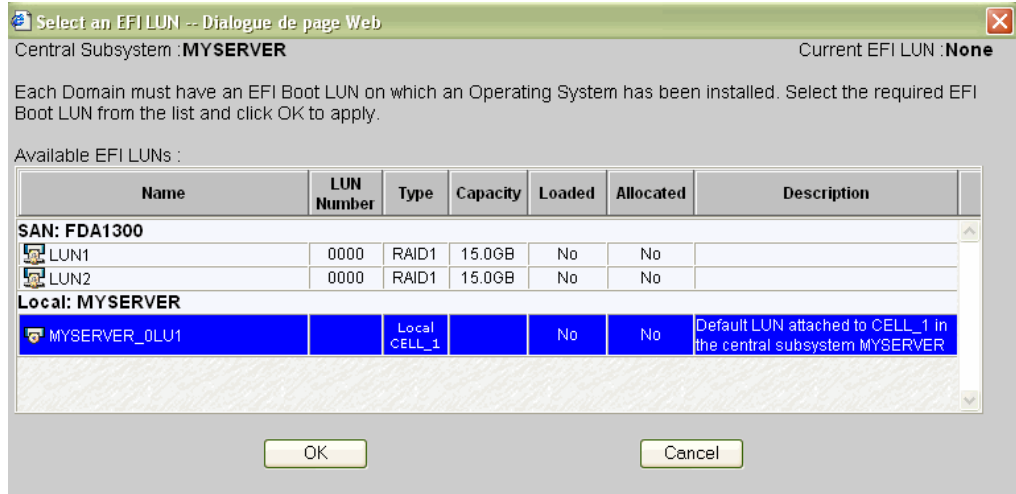 Select an EFI LUN -- Dialogue de page Web
Central Subsystem :MYSERVER Current EFI LUN :None
Each Domain must have an EFI Boot LUN on which an Operating System has been installed. Select the required EFI
Boot LUN from the list and click OK to apply.
Available EFI LUNs :
Name LUN Number Type Capacity Loaded Allocated Description
SAN: FDA1300
LUN1 0000 RAID1 15.0GB No No
LUN2 0000 RAID1 15.0GB No No
Local: MYSERVER
MYSERVER_0LU1 Local CELL_1 No No Default LUN attached to CELL_1 in the central subsystem MYSERVER
OK Cancel